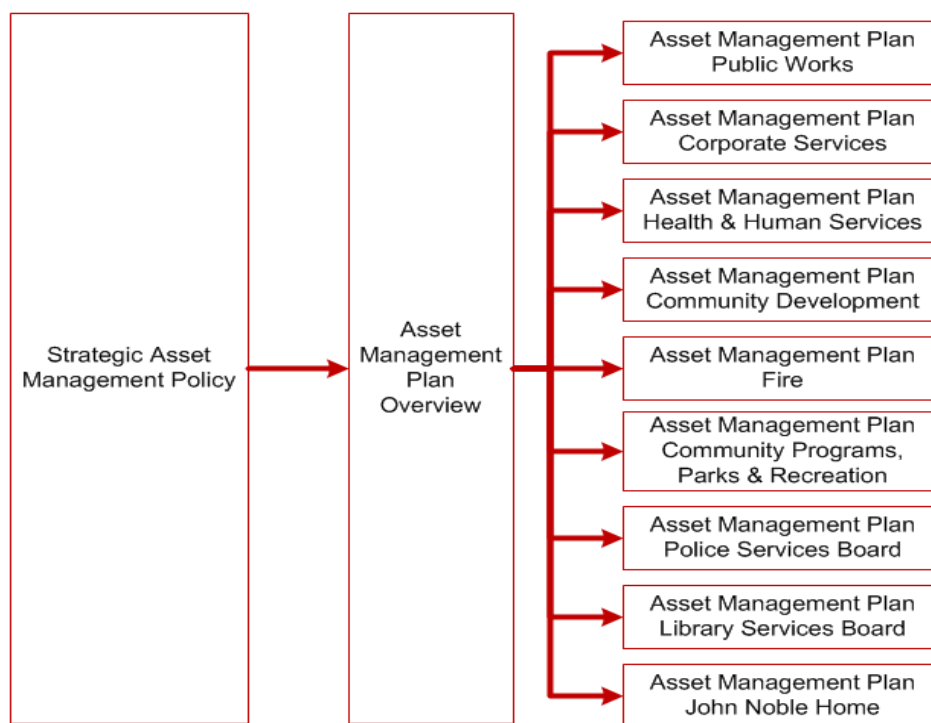 Strategic Asset
Management Policy
Asset
Management
Plan
Overview
Asset Management Plan
Public Works
Asset Management Plan
Corporate Services
Asset Management Plan
Health & Human Services
Asset Management Plan
Community Development
Asset Management Plan
Fire
Asset Management Plan
Community Programs,
Parks & Recreation
Asset Management Plan
Police Services Board
Asset Management Plan
Library Services Board
Asset Management Plan
John Noble Home